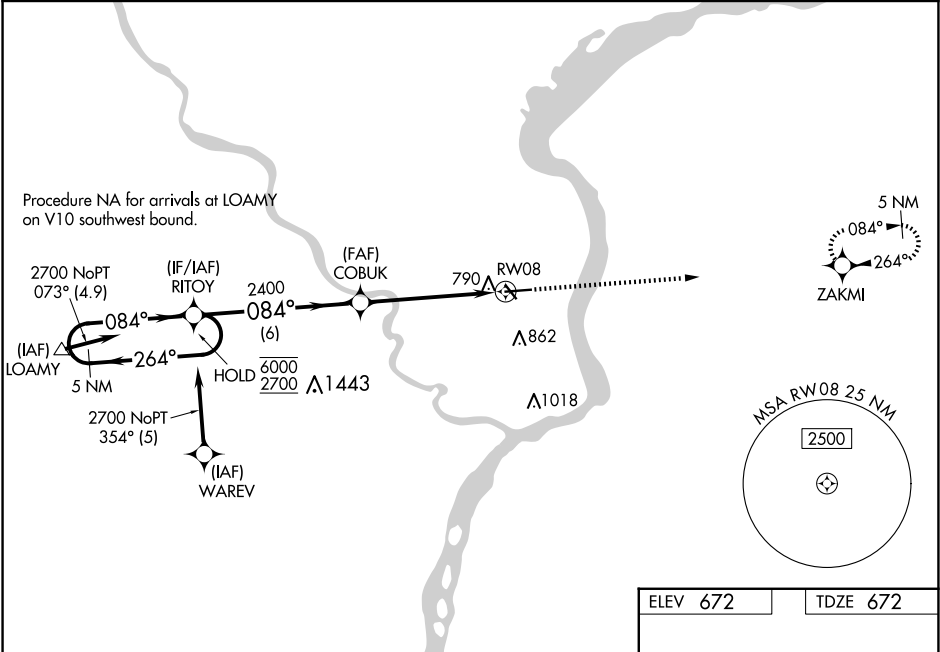 Procedure NA for arrivals at LOAMY
on V10 southwest bound.
5 NM
084°
264°
ZAKMI
2700 NoPT
073° (4.9)
(IF/IAF)
RITOY
2400
084°
(6)
(FAF)
COBUK
790
RW08
084°
(IAF)
LOAMY
264°
5 NM
HOLD
6000
2700
1443
862
1018
2700 NoPT
354° (5)
(IAF)
WAREV
MSA RW08 25 NM
2500
ELEV 672
TDZE 672